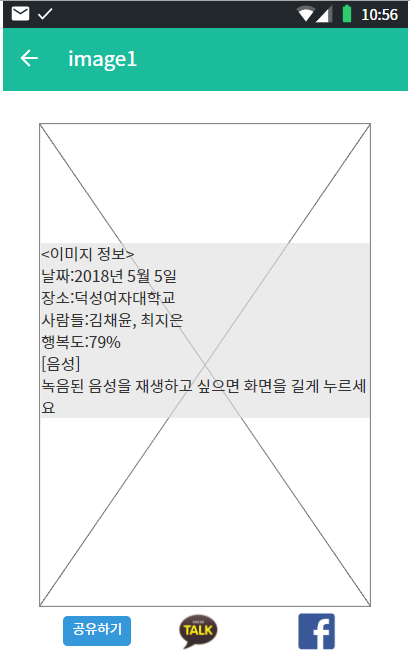 10:56
image1
<이미지 정보>
날짜:2018년 5월 5일
장소:덕성여자대학교
사람들:김채윤, 최지은
행복도:79%
[음성]
녹음된 음성을 재생하고 싶으면 화면을 길게 누르세
요
공유하기
TALK
f